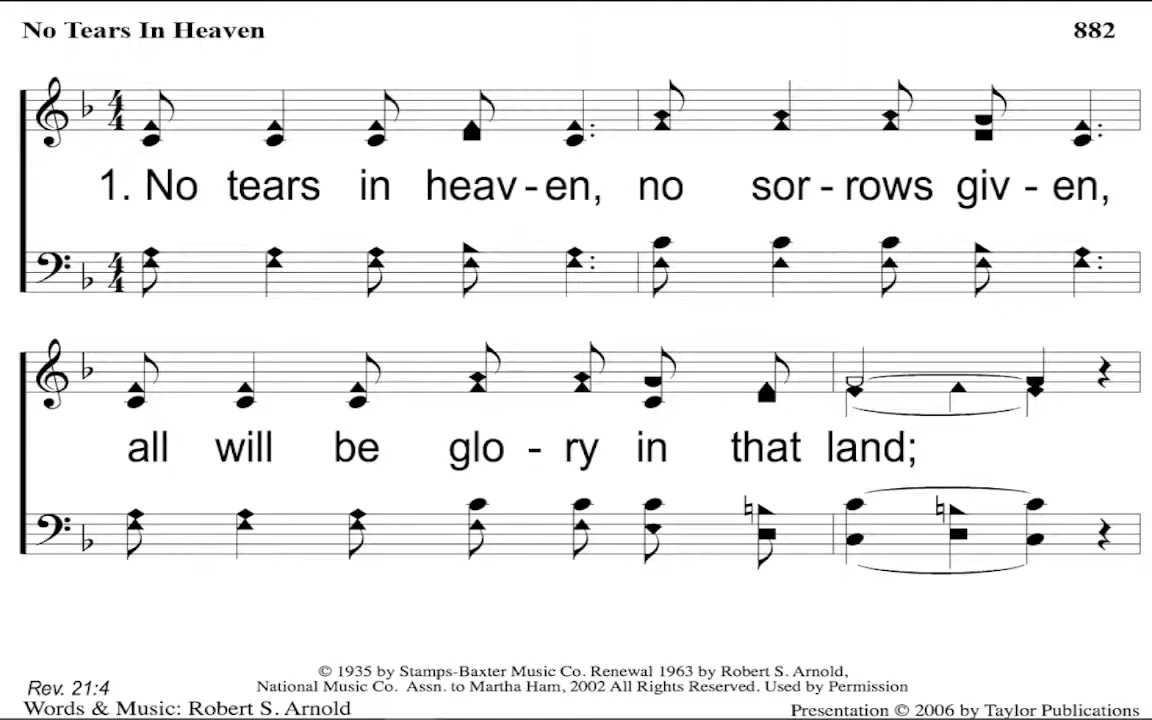 No Tears In Heaven 882
1. No tears in heav - en, no sor - rows giv - en,
all will be glo - ry in that land;
© 1935 by Stamps-Baxter Music Co. Renewal 1963 by Robert S. Arnold,
National Music Co. Assn. to Martha Ham, 2002 All Rights Reserved. Used by Permission
Rev. 21:4
Words & Music: Robert S. Arnold
Presentation © 2006 by Taylor Publications